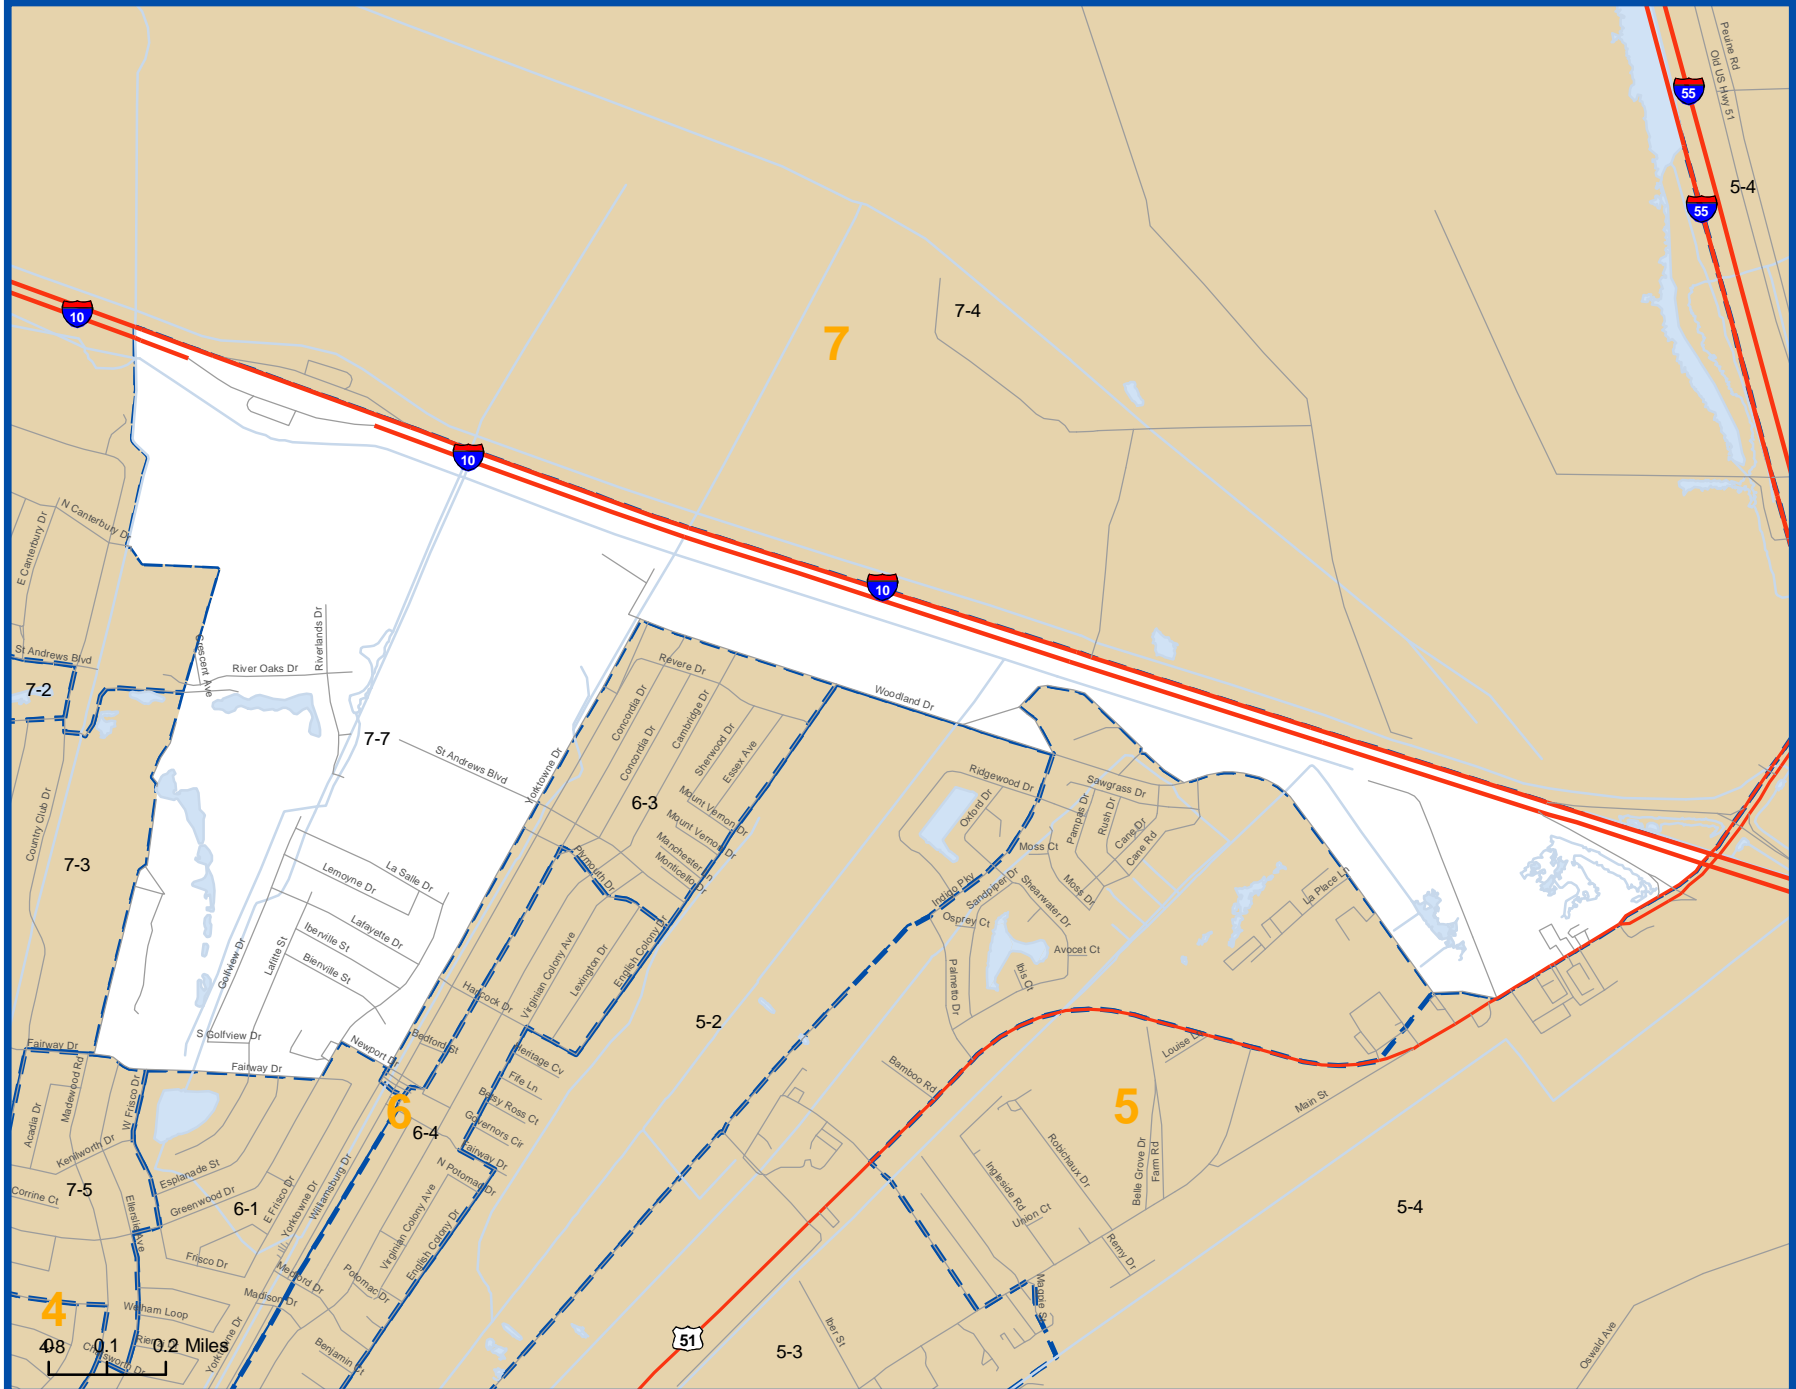 Peuine Rd
Old US Hwy 51
55
5-4
55
10
7-4
7
10
N Canterbury Dr
E Canterbury Dr
10
St Andrews Blvd
Crescent Ave
Riverlands Dr
River Oaks Dr
7-2
7-7
St Andrews Blvd
Yorktowne Dr
Revere Dr
Concordia Dr
Concordia Dr
Cambridge Dr
Sherwood Dr
Essex Ave
Woodland Dr
6-3
Mount Vernon Dr
Mount Vernon Dr
Manchester Ln
Monticello Dr
Plymouth Dr
Ridgewood Dr
Oxford Dr
Sawgrass Dr
Pampas Dr
Rush Dr
Cane Dr
Cane Rd
Moss Ct
Moss Dr
Indigo Pky
Sandpiper Dr
Shearwater Dr
Osprey Ct
Avocet Ct
Ibis Ct
Palmetto Dr
La Place Ln
Country Club Dr
7-3
La Salle Dr
Lemoyne Dr
Lafayette Dr
Iberville St
Bienville St
Lafitte St
Golfview Dr
S Golfview Dr
Virginian Colony Ave
Lexington Dr
English Colony Dr
Hancock Dr
5-2
Fairway Dr
Fairway Dr
Newport Dr
Bedford St
Heritage Cv
Fife Ln
Betsy Ross Ct
Governors Cir
Fairway Dr
N Potomac Dr
Madewood Rd
W Frisco Dr
Acadia Dr
Kenilworth Dr
Corrine Ct
7-5
Esplanade St
Greenwood Dr
6-1
E Frisco Dr
Yorktowne Dr
Williamsburg Dr
6
6-4
Virginian Colony Ave
English Colony Dr
Ellerslie Ave
Frisco Dr
Medford Dr
Madison Dr
Potomac Dr
Benjamin Ct
Yorktowne Dr
Welham Loop
Chatsworth Dr
4
4-8
0
0.1
0.2 Miles
51
Bamboo Rd
Louise Ln
5
Main St
Belle Grove Dr
Farm Rd
Robichaux Dr
Ingleside Rd
Union Ct
Remy Dr
Magpie St
Iber St
5-3
5-4
Oswald Ave